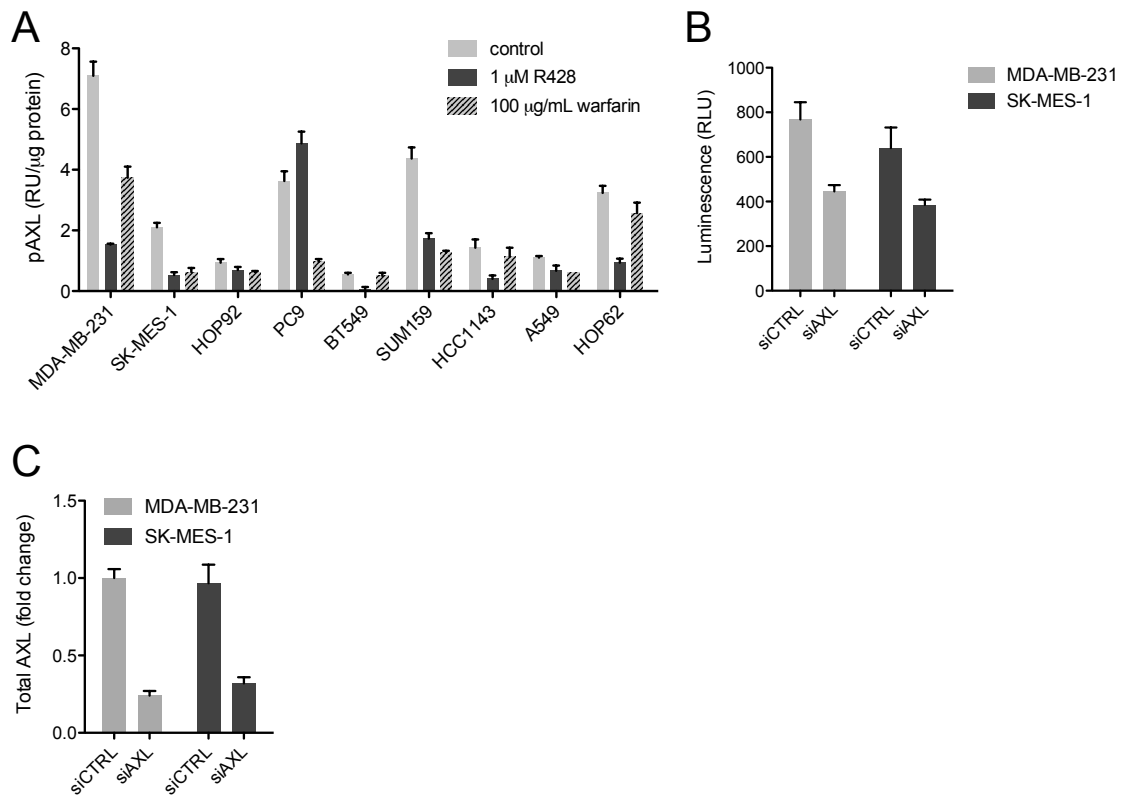 A
pAXL (RU/μg protein)
8
6
4
2
0
control
1 μM R428
100 μg/mL warfarin
MDA-MB-231
SK-MES-1
HOP92
PC9
BT549
SUM159
HCC1143
A549
HOP62
B
Luminescence (RLU)
1000
800
600
400
200
0
MDA-MB-231
SK-MES-1
siCTRL
siAXL
siCTRL
siAXL
C
Total AXL (fold change)
1.5
1.0
0.5
0.0
MDA-MB-231
SK-MES-1
siCTRL
siAXL
siCTRL
siAXL